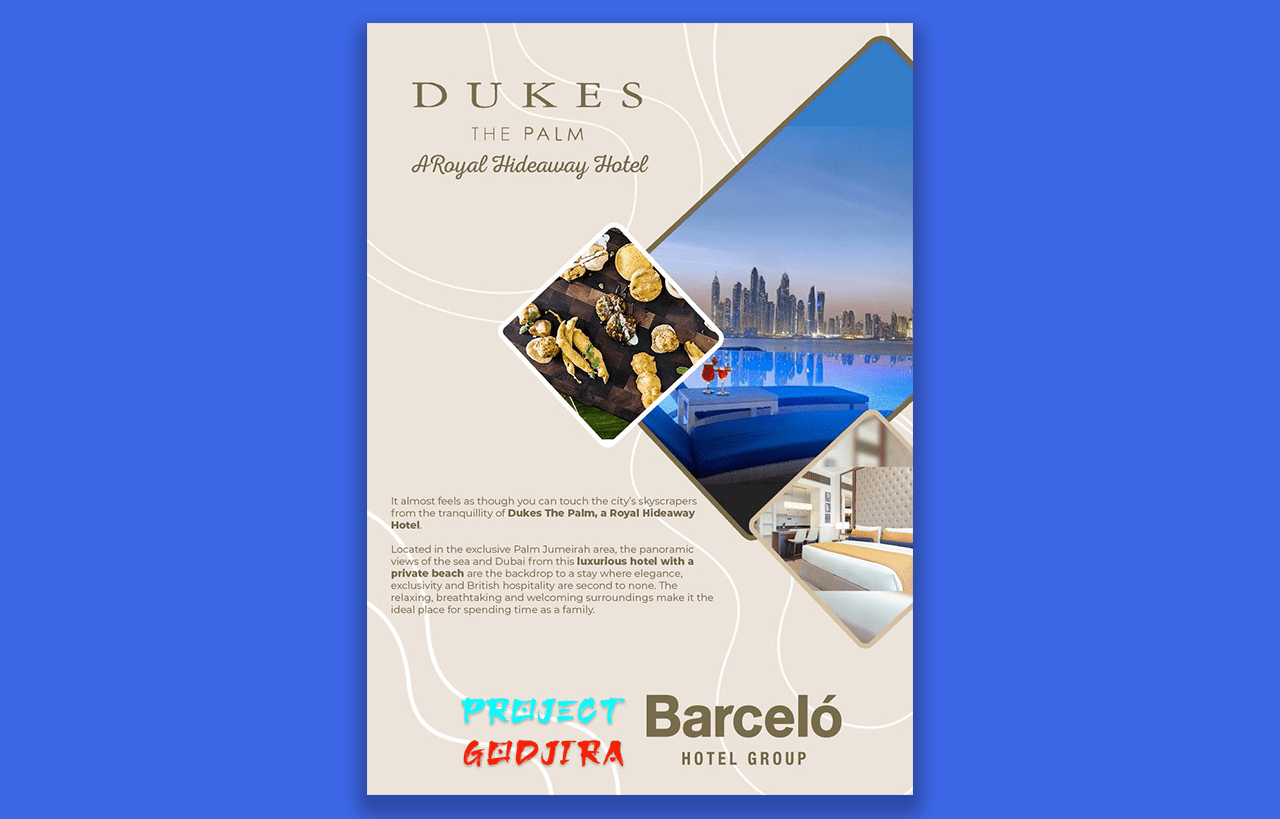 DUKES
THE PALM
A Royal Hideaway Hotel
It almost feels as though you can touch the city's skyscrapers
from the tranquillity of Dukes The Palm, a Royal Hideaway
Hotel.
Located in the exclusive Palm Jumeirah area, the panoramic
views of the sea and Dubai from this luxurious hotel with a
private beach are the backdrop to a stay where elegance,
exclusivity and British hospitality are second to none. The
relaxing, breathtaking and welcoming surroundings make it the
ideal place for spending time as a family.
PROJECT
GODJIRA
Barceló
HOTEL GROUP